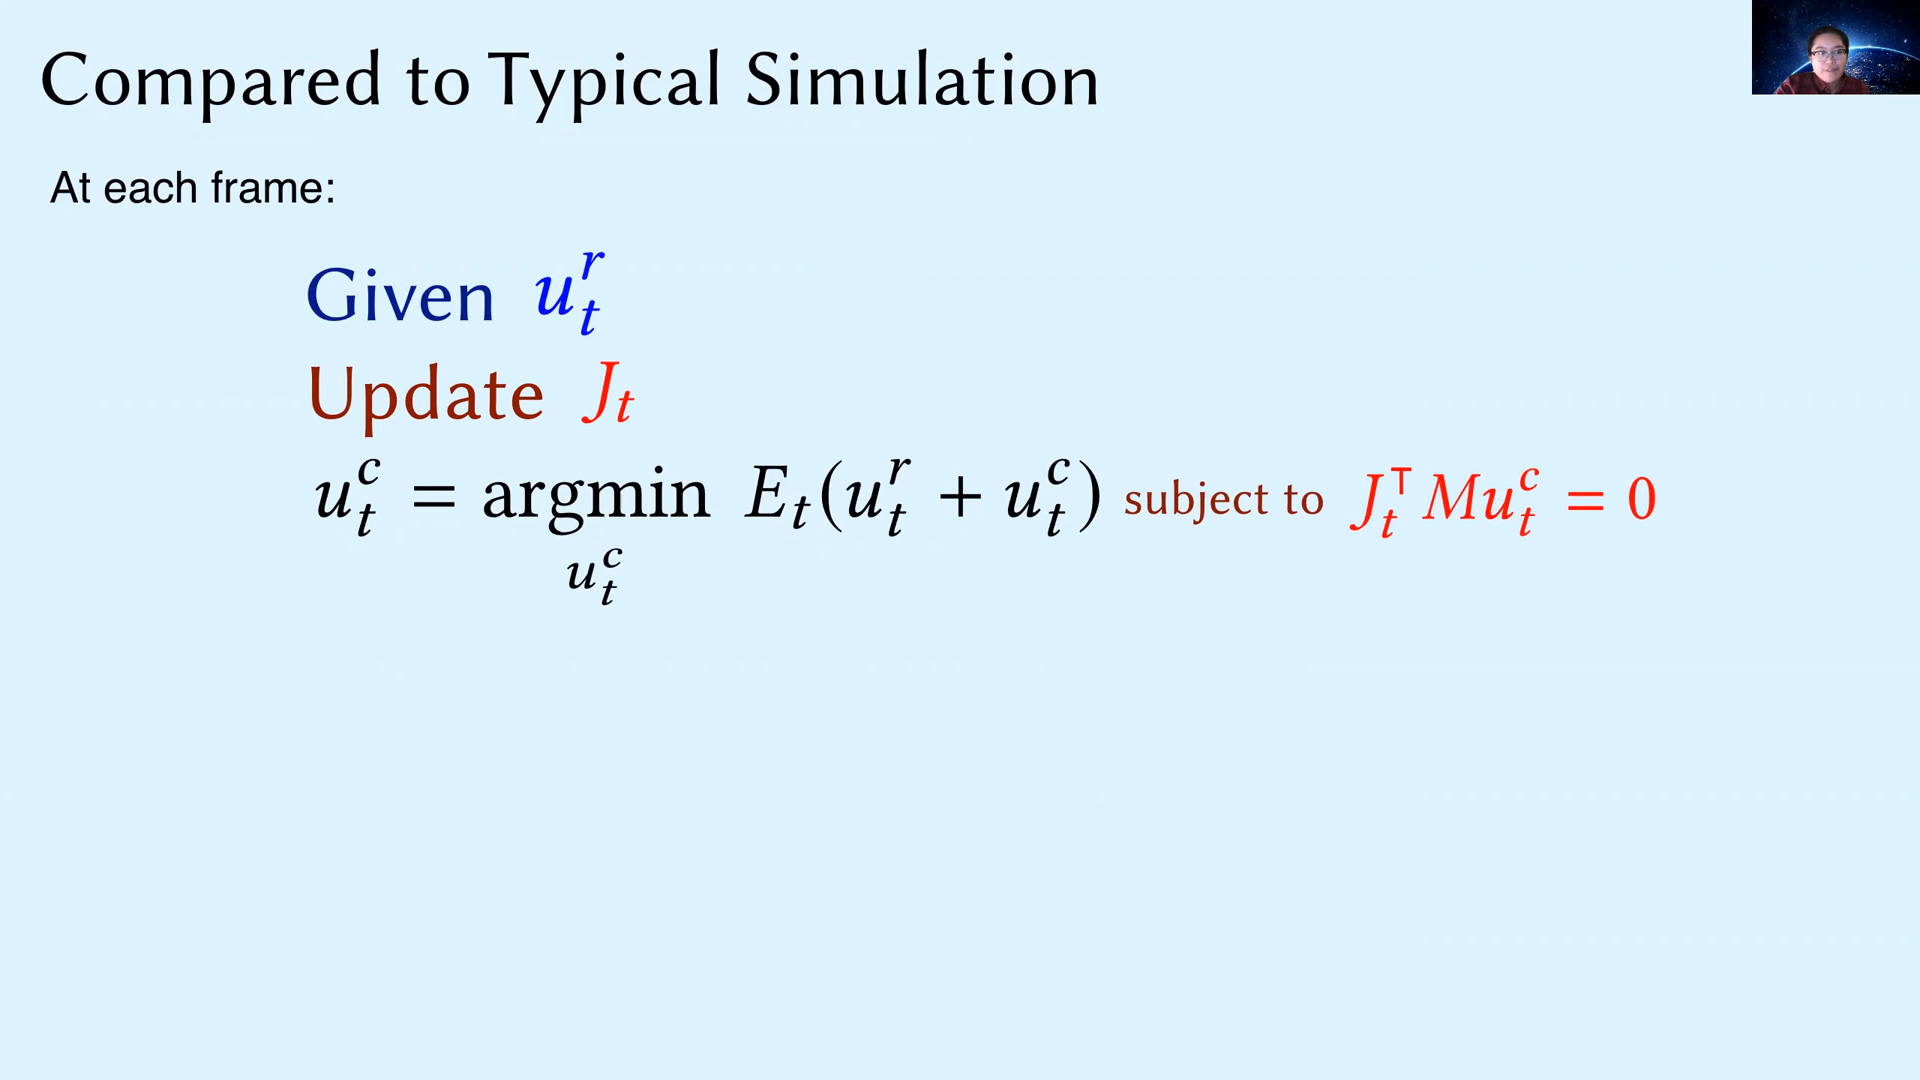 Compared to Typical Simulation
At each frame:
Given u_t^r
Update J_t
u_t^c = argmin E_t(u_t^r + u_t^c) subject to J_t^⊤ M u_t^c = 0
u_t^c